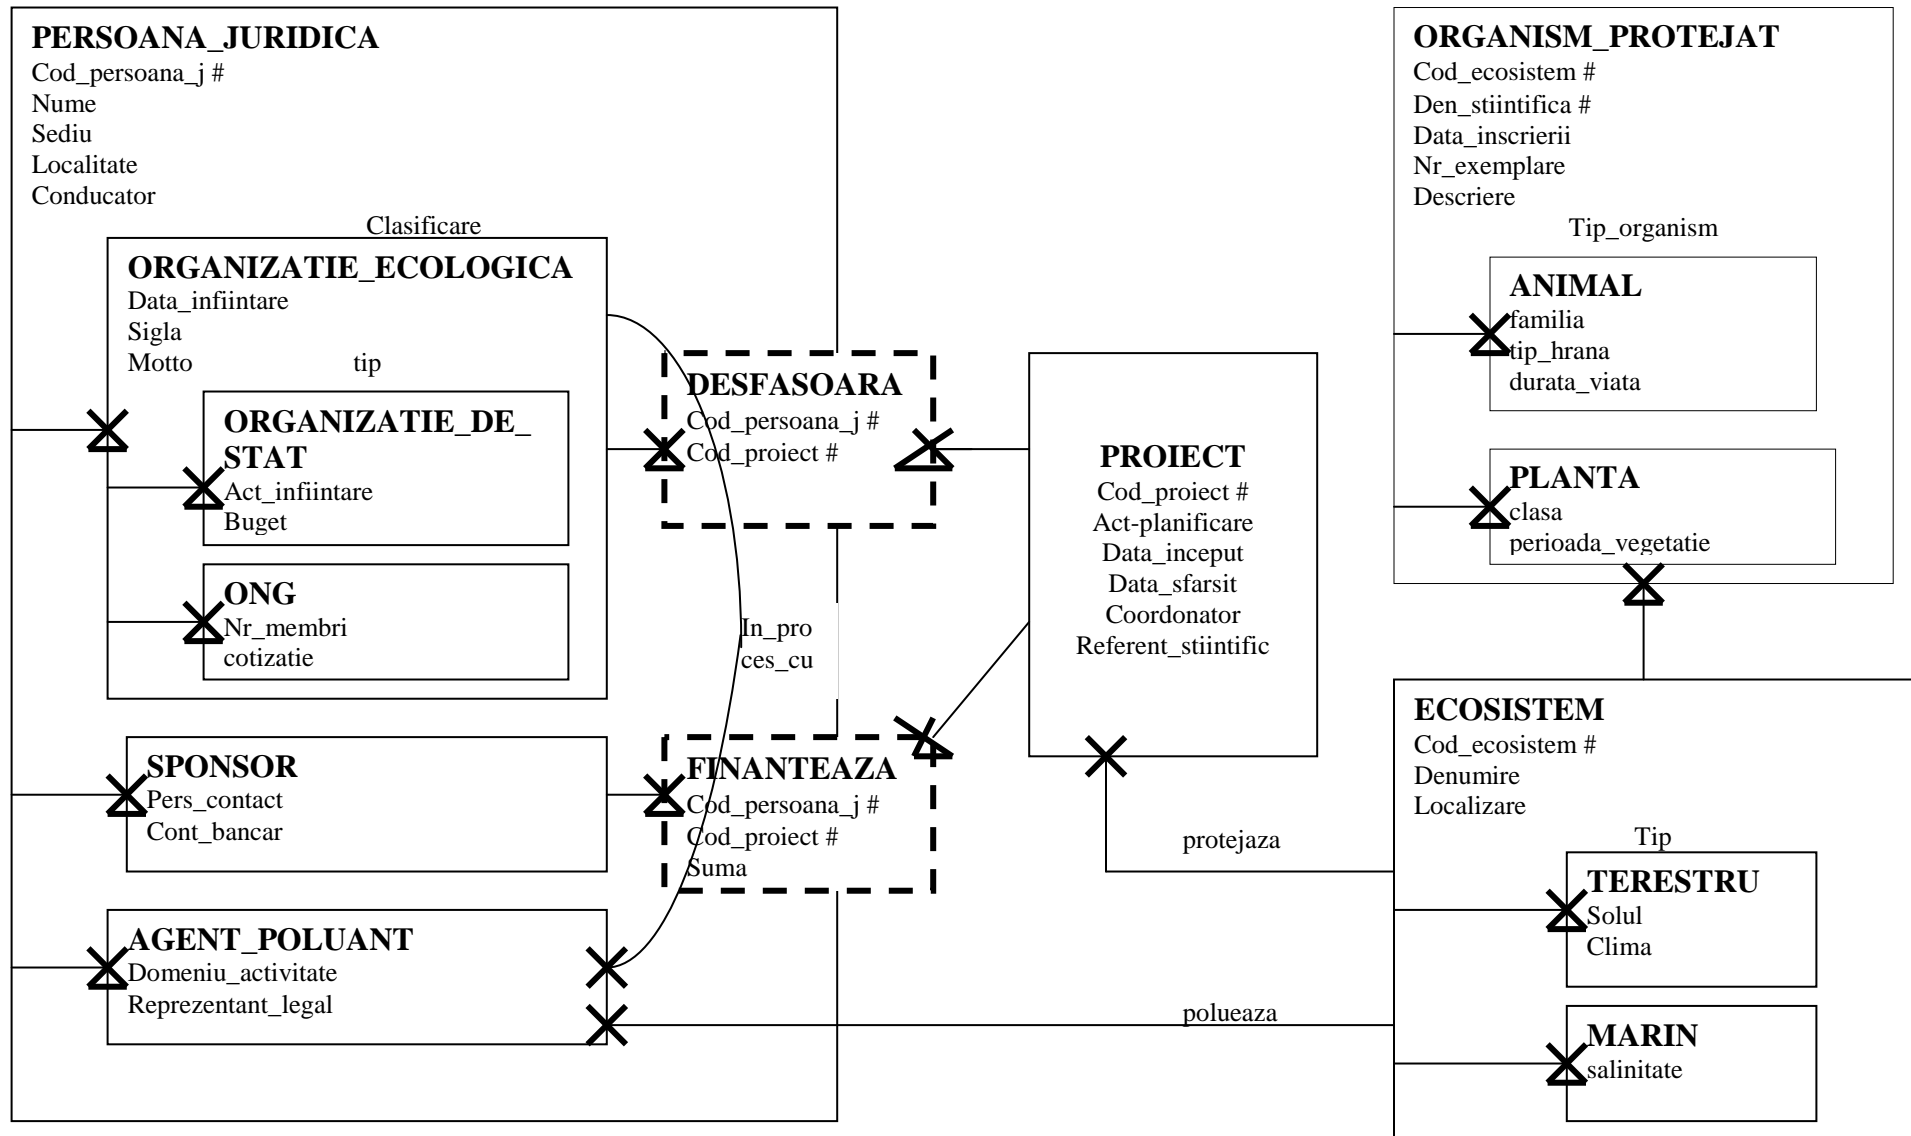 PERSOANA_JURIDICA
Cod_persoana_j #
Nume
Sediu
Localitate
Conducator
Clasificare
ORGANIZATIE_ECOLOGICA
Data_infiintare
Sigla
Motto
tip
ORGANIZATIE_DE_
STAT
Act_infiintare
Buget
ONG
Nr_membri
cotizatie
SPONSOR
Pers_contact
Cont_bancar
AGENT_POLUANT
Domeniu_activitate
Reprezentant_legal
DESFASOARA
Cod_persoana_j #
Cod_proiect #
In_pro
ces_cu
FINANTEAZA
Cod_persoana_j #
Cod_proiect #
Suma
PROIECT
Cod_proiect #
Act-planificare
Data_inceput
Data_sfarsit
Coordonator
Referent_stiintific
protejaza
polueaza
ORGANISM_PROTEJAT
Cod_ecosistem #
Den_stiintifica #
Data_inscrierii
Nr_exemplare
Descriere
Tip_organism
ANIMAL
familia
tip_hrana
durata_viata
PLANTA
clasa
perioada_vegetatie
ECOSISTEM
Cod_ecosistem #
Denumire
Localizare
Tip
TERESTRU
Solul
Clima
MARIN
salinitate